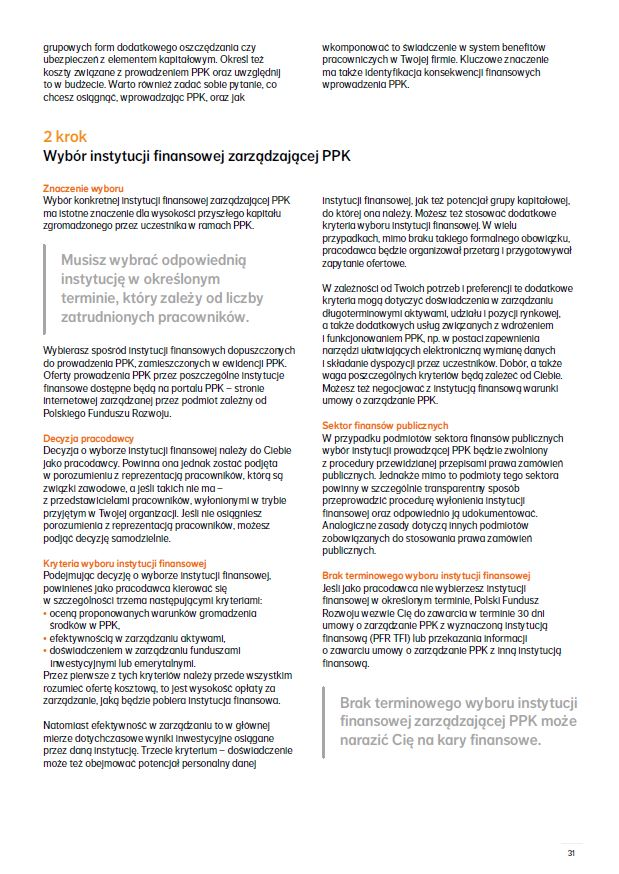 grupowych form dodatkowego oszczędzania czy
ubezpieczeń z elementem kapitałowym. Określ też
koszty związane z prowadzeniem PPK oraz uwzględnij
to w budżecie. Warto również zadać sobie pytanie, co
chcesz osiągnąć, wprowadzając PPK, oraz jak
wkomponować to świadczenie w system benefitów
pracowniczych w Twojej firmie. Kluczowe znaczenie
ma także identyfikacja konsekwencji finansowych
wprowadzenia PPK.
2 krok
Wybór instytucji finansowej zarządzającej PPK
Znaczenie wyboru
Wybór konkretnej instytucji finansowej zarządzającej PPK
ma istotne znaczenie dla wysokości przyszłego kapitału
zgromadzonego przez uczestnika w ramach PPK.
Musisz wybrać odpowiednią
instytucję w określonym
terminie, który zależy od liczby
zatrudnionych pracowników.
Wybierasz spośród instytucji finansowych dopuszczonych
do prowadzenia PPK, zamieszczonych w ewidencji PPK.
Oferty prowadzenia PPK przez poszczególne instytucje
finansowe dostępne będą na portalu PPK – stronie
internetowej zarządzanej przez podmiot zależny od
Polskiego Funduszu Rozwoju.
Decyzja pracodawcy
Decyzja o wyborze instytucji finansowej należy do Ciebie
jako pracodawcy. Powinna ona jednak zostać podjęta
w porozumieniu z reprezentacją pracowników, którą są
związki zawodowe, a jeśli takich nie ma –
z przedstawicielami pracowników, wyłonionymi w trybie
przyjętym w Twojej organizacji. Jeśli nie osiągniesz
porozumienia z reprezentacją pracowników, możesz
podjąć decyzję samodzielnie.
Kryteria wyboru instytucji finansowej
Podejmując decyzję o wyborze instytucji finansowej,
powinieneś jako pracodawca kierować się
w szczególności trzema następującymi kryteriami:
• oceną proponowanych warunków gromadzenia
środków w PPK,
• efektywnością w zarządzaniu aktywami,
• doświadczeniem w zarządzaniu funduszami
inwestycyjnymi lub emerytalnymi.
Przez pierwsze z tych kryteriów należy przede wszystkim
rozumieć ofertę kosztową, to jest wysokość opłaty za
zarządzanie, jaką będzie pobiera instytucja finansowa.
Natomiast efektywność w zarządzaniu to w głównej
mierze dotychczasowe wyniki inwestycyjne osiągane
przez daną instytucję. Trzecie kryterium – doświadczenie
może też obejmować potencjał personalny danej
instytucji finansowej, jak też potencjał grupy kapitałowej,
do której ona należy. Możesz też stosować dodatkowe
kryteria wyboru instytucji finansowej. W wielu
przypadkach, mimo braku takiego formalnego obowiązku,
pracodawca będzie organizował przetarg i przygotowywał
zapytanie ofertowe.
W zależności od Twoich potrzeb i preferencji te dodatkowe
kryteria mogą dotyczyć doświadczenia w zarządzaniu
długoterminowymi aktywami, udziału i pozycji rynkowej,
a także dodatkowych usług związanych z wdrożeniem
i funkcjonowaniem PPK, np. w postaci zapewnienia
narzędzi ułatwiających elektroniczną wymianę danych
i składanie dyspozycji przez uczestników. Dobór, a także
waga poszczególnych kryteriów będą zależeć od Ciebie.
Możesz też negocjować z instytucją finansową warunki
umowy o zarządzanie PPK.
Sektor finansów publicznych
W przypadku podmiotów sektora finansów publicznych
wybór instytucji prowadzącej PPK będzie zwolniony
z procedury przewidzianej przepisami prawa zamówień
publicznych. Jednakże mimo to podmioty tego sektora
powinny w szczególnie transparentny sposób
przeprowadzić procedurę wyłonienia instytucji
finansowej oraz odpowiednio ją udokumentować.
Analogiczne zasady dotyczą innych podmiotów
zobowiązanych do stosowania prawa zamówień
publicznych.
Brak terminowego wyboru instytucji finansowej
Jeśli jako pracodawca nie wybierzesz instytucji
finansowej w określonym terminie, Polski Fundusz
Rozwoju wezwie Cię do zawarcia w terminie 30 dni
umowy o zarządzanie PPK z wyznaczoną instytucją
finansową (PFR TFI) lub przekazania informacji
o zawarciu umowy o zarządzanie PPK z inną instytucją
finansową.
Brak terminowego wyboru instytucji
finansowej zarządzającej PPK może
narazić Cię na kary finansowe.
31